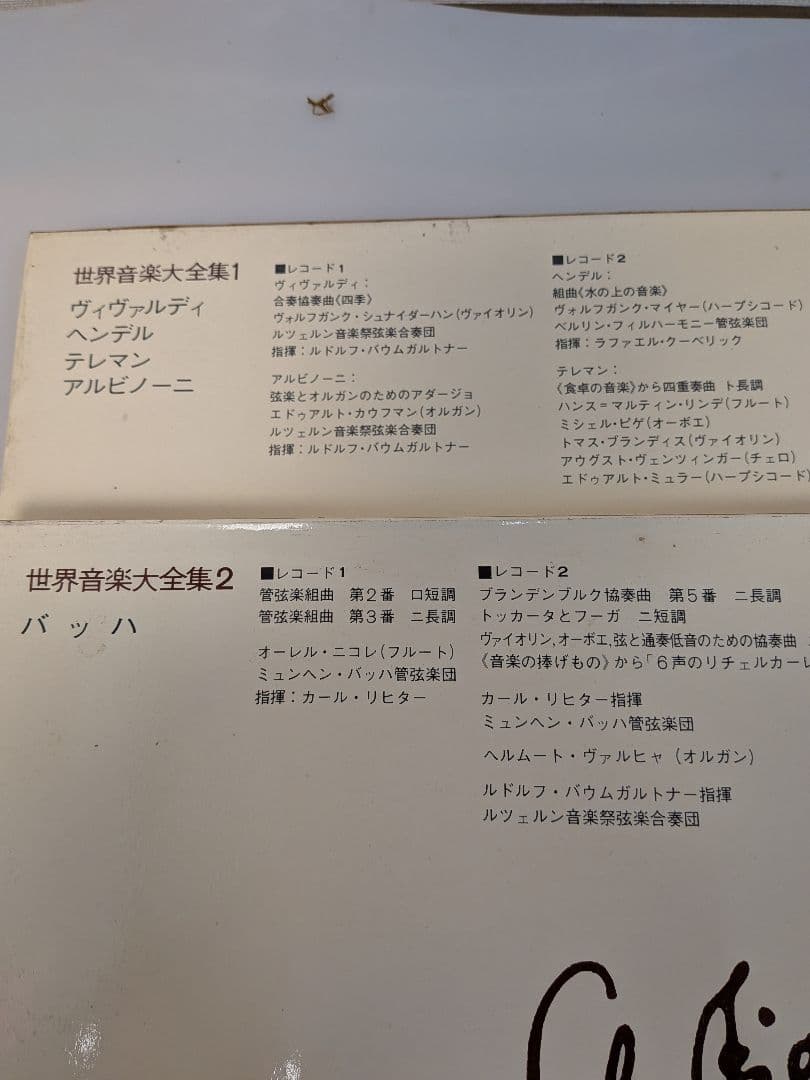 世界音楽大全集1
ヴィヴァルディ
ヘンデル
テレマン
アルビノーニ
■レコード1
ヴィヴァルディ：
合奏協奏曲〈四季〉
ヴォルフガンク・シュナイダーハン(ヴァイオリン)
ルツェルン音楽祭弦楽合奏団
指揮：ルドルフ・バウムガルトナー
アルビノーニ：
弦楽とオルガンのためのアダージョ
エドゥアルト・カウフマン(オルガン)
ルツェルン音楽祭弦楽合奏団
指揮：ルドルフ・バウムガルトナー
■レコード2
ヘンデル：
組曲《水の上の音楽》
ヴォルフガンク・マイヤー(ハープシコード)
ベルリン・フィルハーモニー管弦楽団
指揮：ラファエル・クーベリック
テレマン：
《食卓の音楽》から四重奏曲 ト長調
ハンス＝マルティン・リンデ(フルート)
ミシェル・ピゲ(オーボエ)
トマス・ブランディス(ヴァイオリン)
アウグスト・ヴェンツィンガー(チェロ)
エドゥアルト・ミュラー(ハープシコード)
世界音楽大全集2
バッハ
■レコード1
管弦楽組曲 第2番 ロ短調
管弦楽組曲 第3番 ニ長調
オーレル・ニコレ(フルート)
ミュンヘン・バッハ管弦楽団
指揮：カール・リヒター
■レコード2
ブランデンブルク協奏曲 第5番 ニ長調
トッカータとフーガ ニ短調
ヴァイオリン,オーボエ,弦と通奏低音のための協奏曲
《音楽の捧げもの》から「6声のリチェルカーレ
カール・リヒター指揮
ミュンヘン・バッハ管弦楽団
ヘルムート・ヴァルヒャ(オルガン)
ルドルフ・バウムガルトナー指揮
ルツェルン音楽祭弦楽合奏団